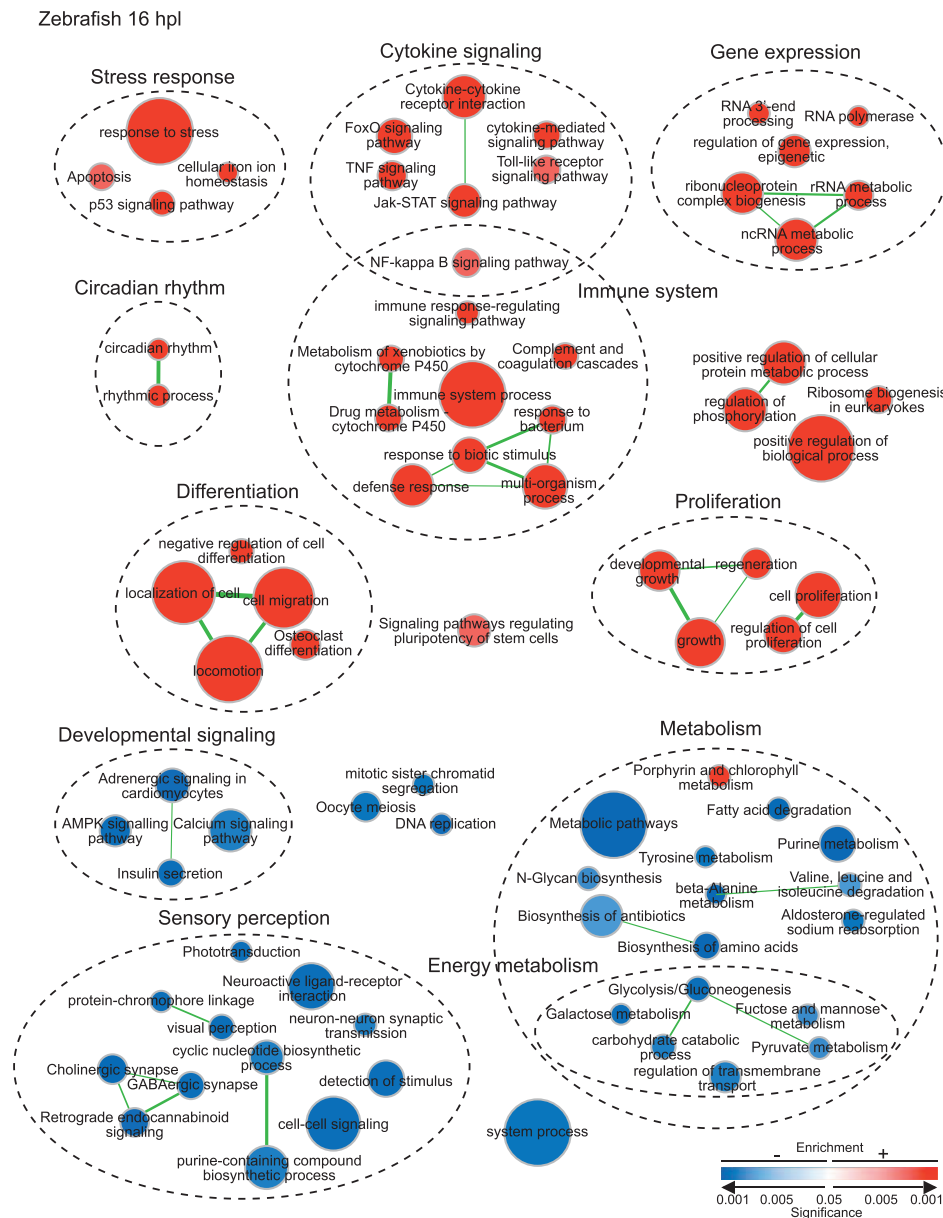 Zebrafish 16 hpl
Stress response
response to stress
Apoptosis
cellular iron ion
homeostasis
p53 signaling pathway
Cytokine signaling
Cytokine-cytokine
receptor interaction
FoxO signaling
pathway
cytokine-mediated
signaling pathway
TNF signaling
pathway
Toll-like receptor
signaling pathway
Jak-STAT signaling pathway
NF-kappa B signaling pathway
Gene expression
RNA 3'-end
processing
RNA polymerase
regulation of gene expression,
epigenetic
ribonucleoprotein
complex biogenesis
rRNA metabolic
process
ncRNA metabolic
process
Circadian rhythm
circadian rhythm
rhythmic process
Immune system
immune response-regulating
signaling pathway
Metabolism of xenobiotics by
cytochrome P450
Complement and
coagulation cascades
immune system process
Drug metabolism -
cytochrome P450
response to
bacterium
response to biotic stimulus
defense response
multi-organism
process
positive regulation of cellular
protein metabolic process
regulation of
phosphorylation
Ribosome biogenesis
in eukaryokes
positive regulation of
biological process
Differentiation
negative regulation of cell
differentiation
localization of cell
cell migration
Osteoclast
differentiation
locomotion
Signaling pathways regulating
pluripotency of stem cells
Proliferation
developmental
growth
regeneration
cell proliferation
regulation of cell
proliferation
growth
Developmental signaling
Adrenergic signaling in
cardiomyocytes
AMPK signalling
pathway
Calcium signaling
pathway
Insulin secretion
mitotic sister chromatid
segregation
Oocyte meiosis
DNA replication
Metabolism
Porphyrin and chlorophyll
metabolism
Fatty acid degradation
Metabolic pathways
Purine metabolism
Tyrosine metabolism
N-Glycan biosynthesis
beta-Alanine
metabolism
Valine, leucine and
isoleucine degradation
Biosynthesis of antibiotics
Aldosterone-regulated
sodium reabsorption
Biosynthesis of amino acids
Energy metabolism
Glycolysis/Gluconeogenesis
Galactose metabolism
Fuctose and mannose
metabolism
carbohydrate catabolic
process
Pyruvate metabolism
regulation of transmembrane
transport
Sensory perception
Phototransduction
Neuroactive ligand-receptor
interaction
protein-chromophore linkage
visual perception
neuron-neuron synaptic
transmission
cyclic nucleotide biosynthetic
process
Cholinergic synapse
GABAergic synapse
detection of stimulus
Retrograde endocannabinoid
signaling
cell-cell signaling
purine-containing compound
biosynthetic process
system process
Enrichment
- +
0.001 0.005 0.05 0.005 0.001
Significance